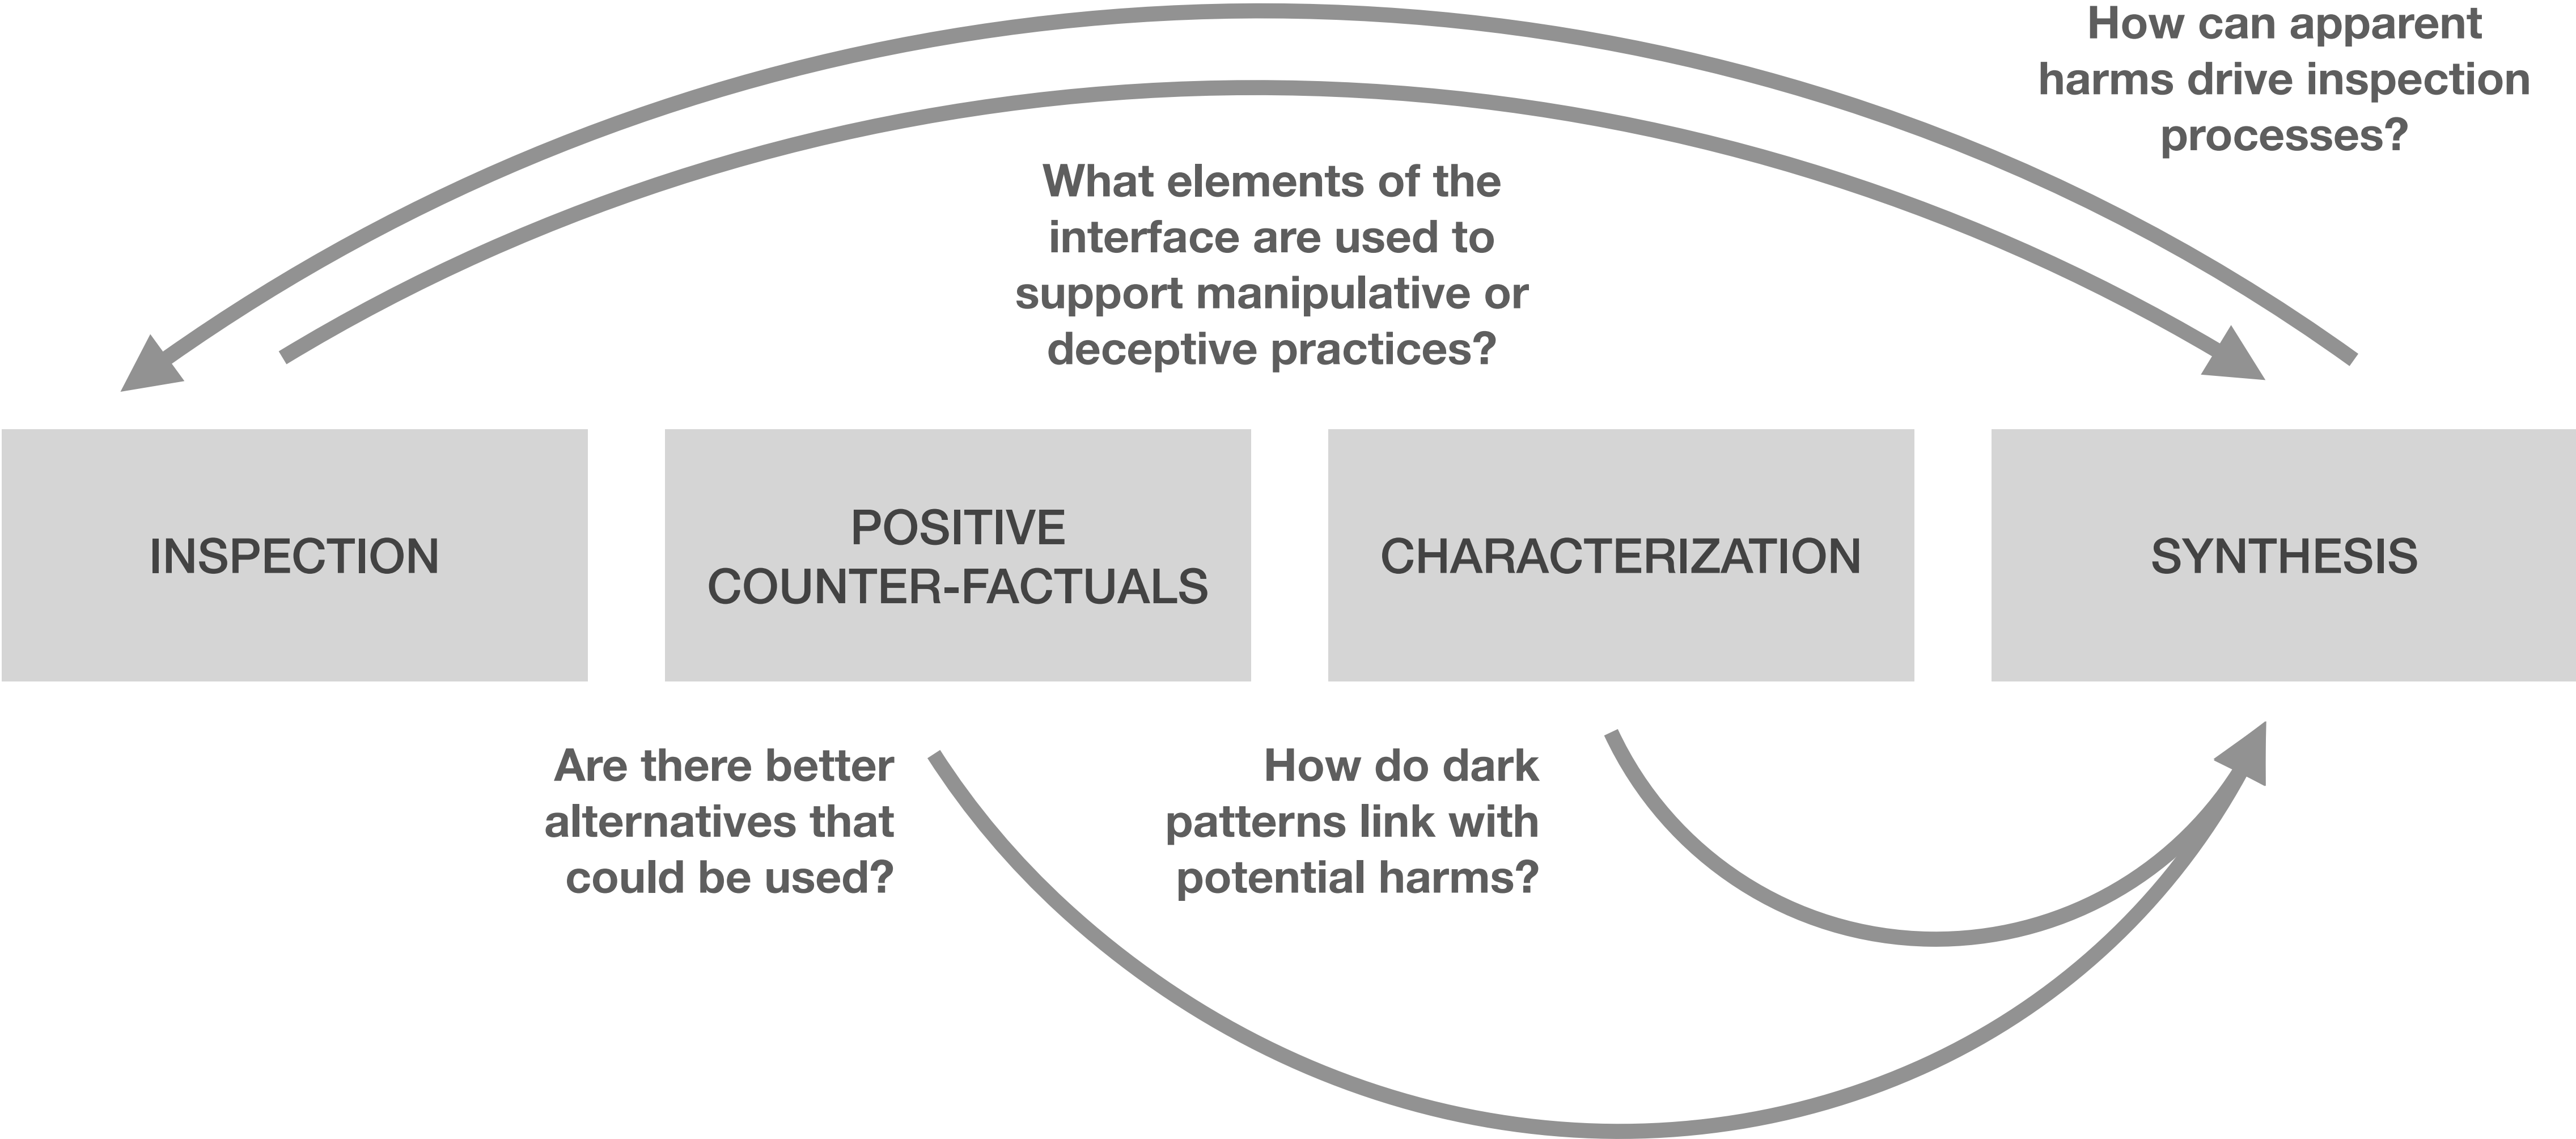 How can apparent
harms drive inspection
processes?
What elements of the
interface are used to
support manipulative or
deceptive practices?
INSPECTION
POSITIVE
COUNTER-FACTUALS
CHARACTERIZATION
SYNTHESIS
Are there better
alternatives that
could be used?
How do dark
patterns link with
potential harms?